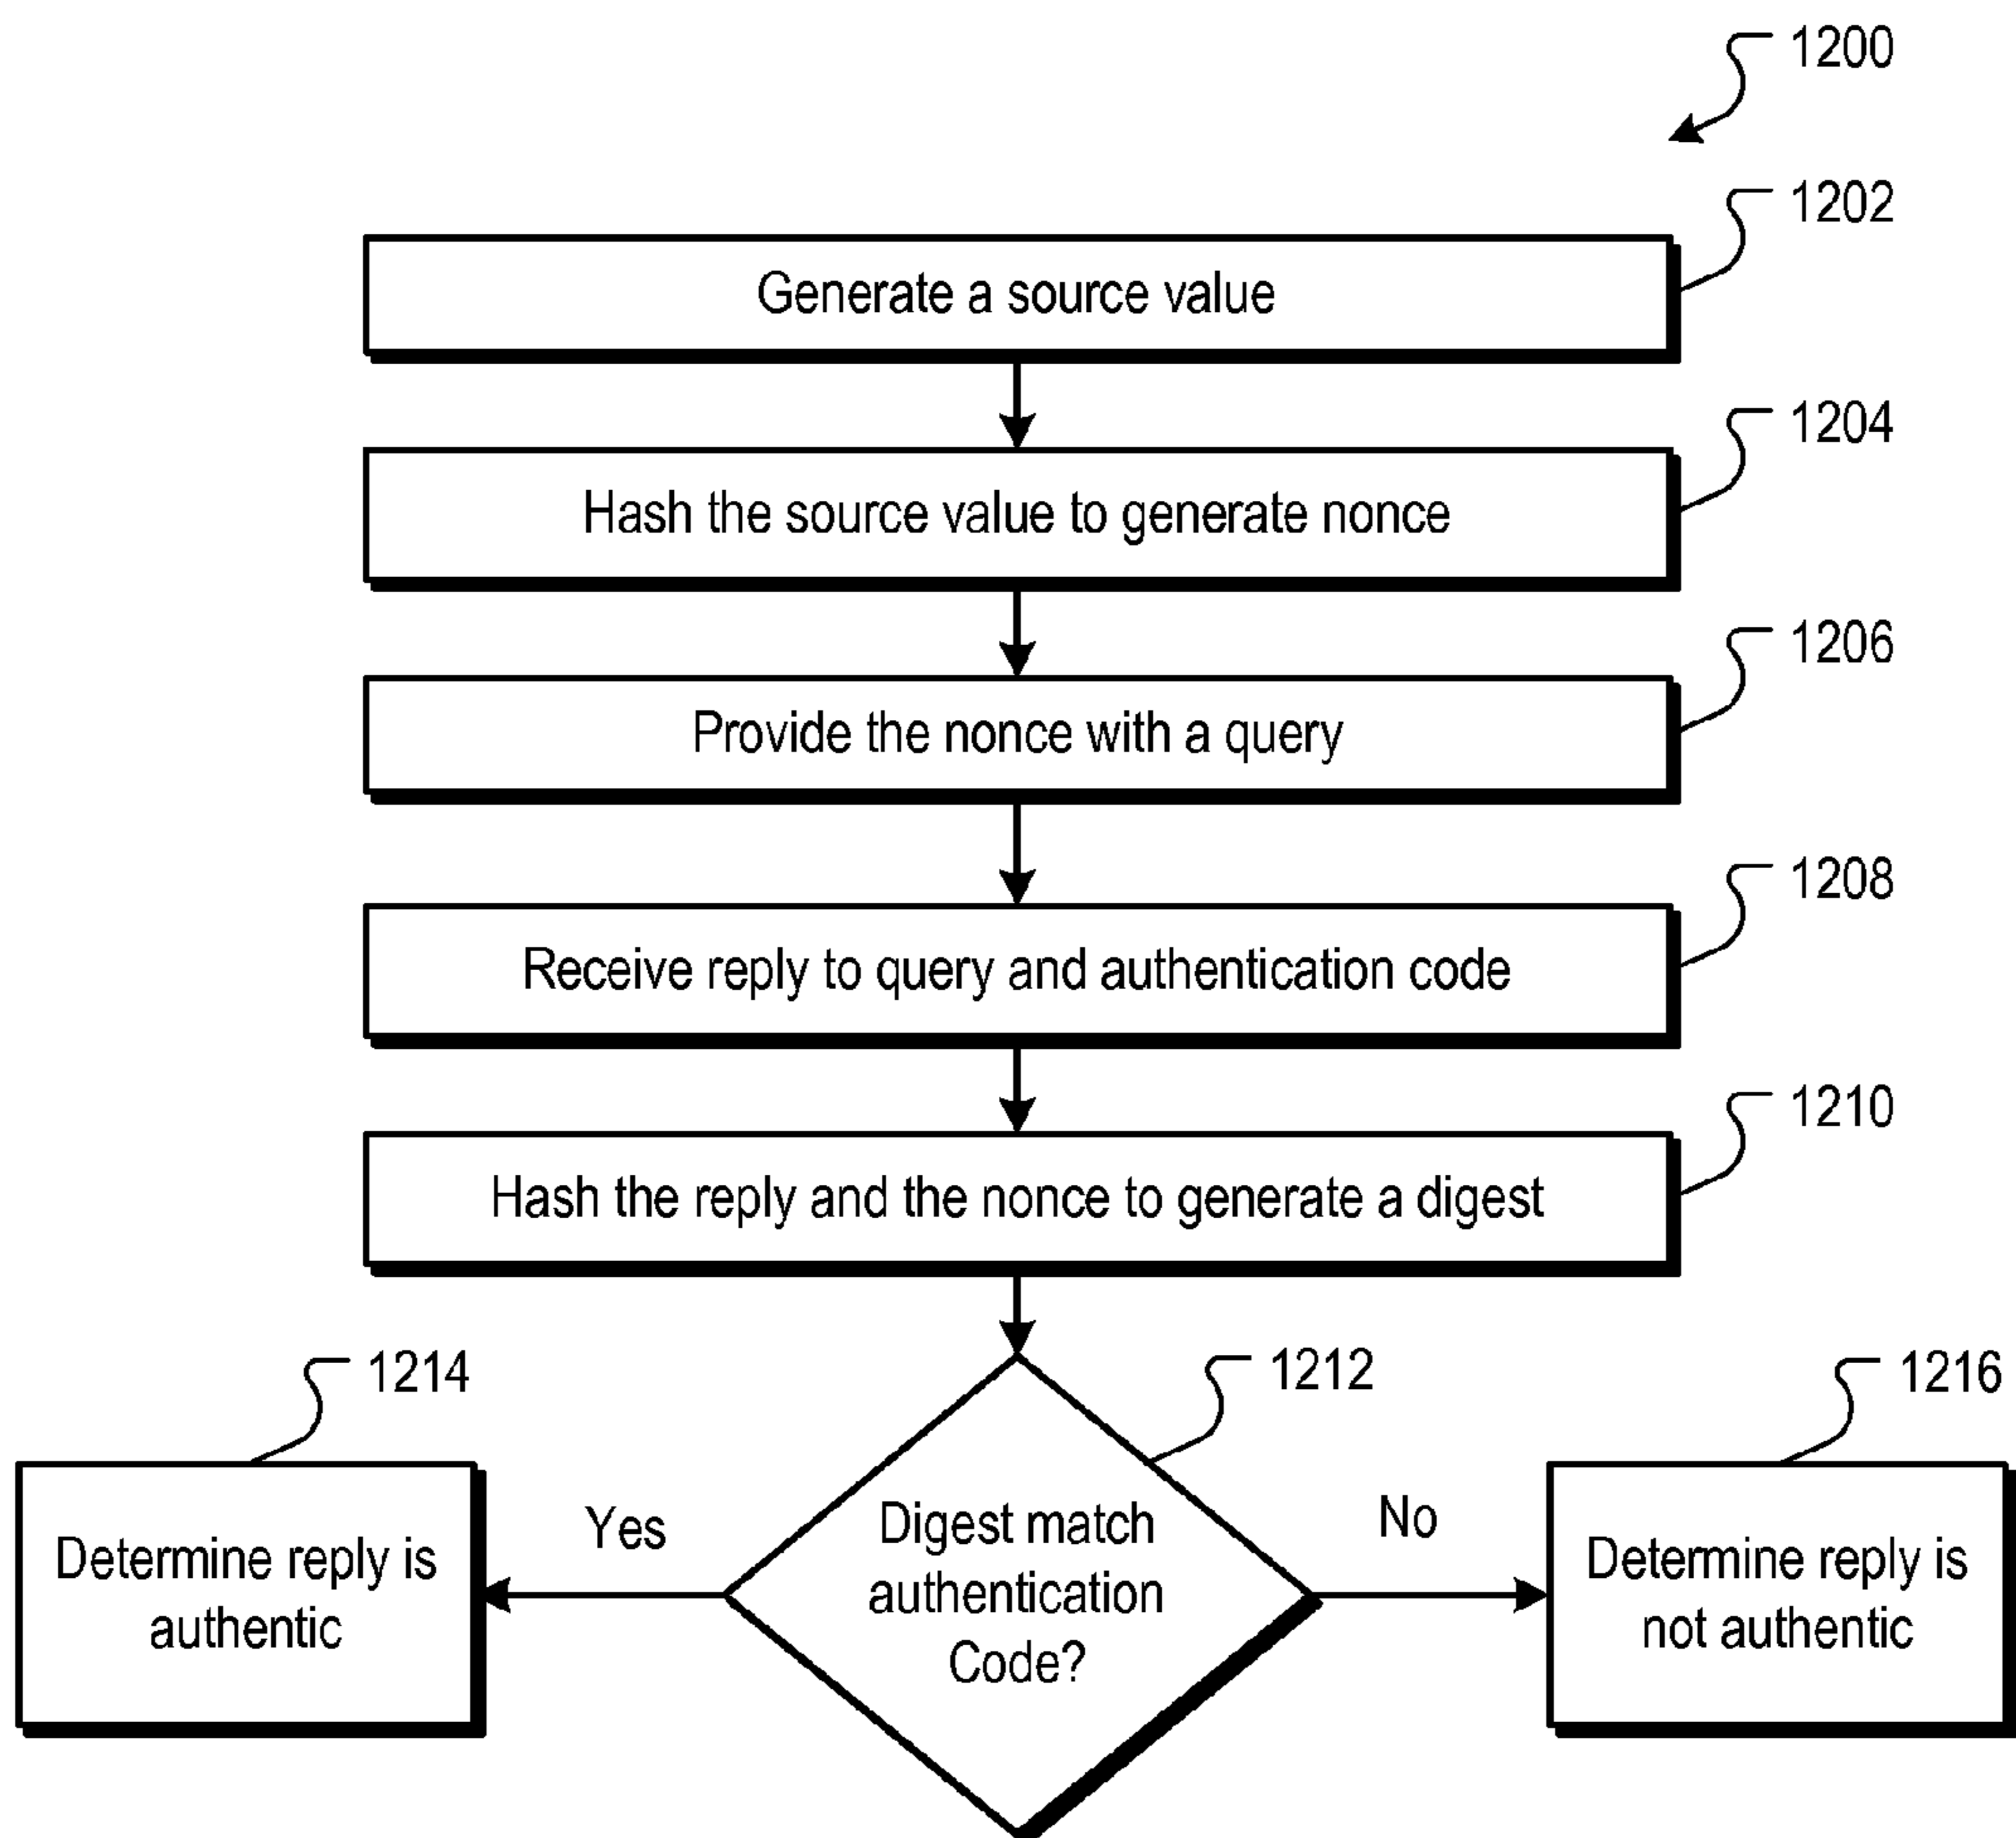 1200
1202
Generate a source value
1204
Hash the source value to generate nonce
1206
Provide the nonce with a query
1208
Receive reply to query and authentication code
1210
Hash the reply and the nonce to generate a digest
1214
1212
1216
Determine reply is
authentic
Yes
Digest match
authentication
Code?
No
Determine reply is
not authentic